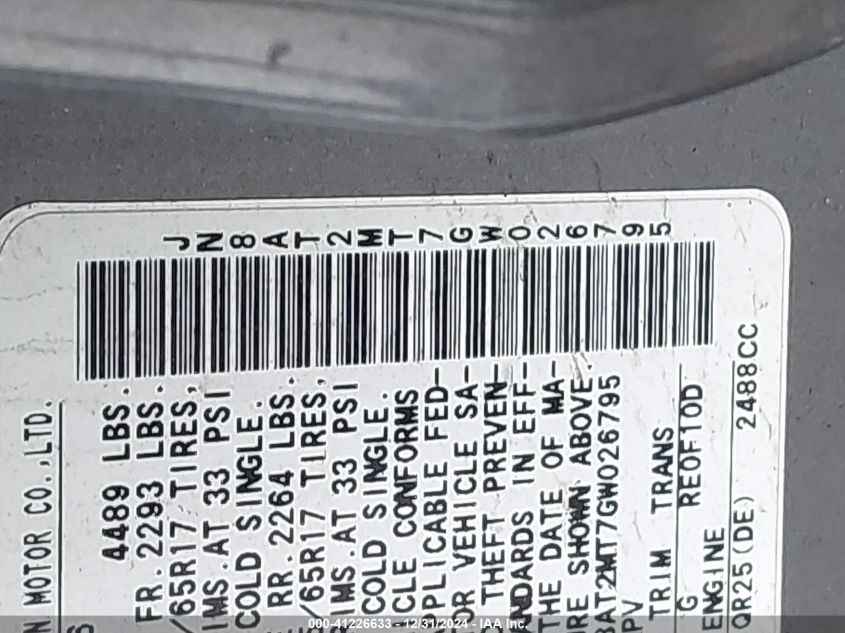 JN8AT2MT7GW026795
N MOTOR CO.,LTD.
4489 LBS.
FR. 2293 LBS.
/65R17 TIRES,
IMS AT 33 PSI
COLD SINGLE.
RR. 2264 LBS.
/65R17 TIRES,
IMS AT 33 PSI
COLD SINGLE.
CLE CONFORMS
PPLICABLE FED-
OR VEHICLE SA-
THEFT PREVEN-
NDARDS IN EFF-
THE DATE OF MA-
RE SHOWN ABOVE.
AT2MT7GW026795
PV
TRIM TRANS
G RE0F10D
ENGINE
QR25(DE) 2488CC
000-41226633 - 12/31/2024 - IAA Inc.